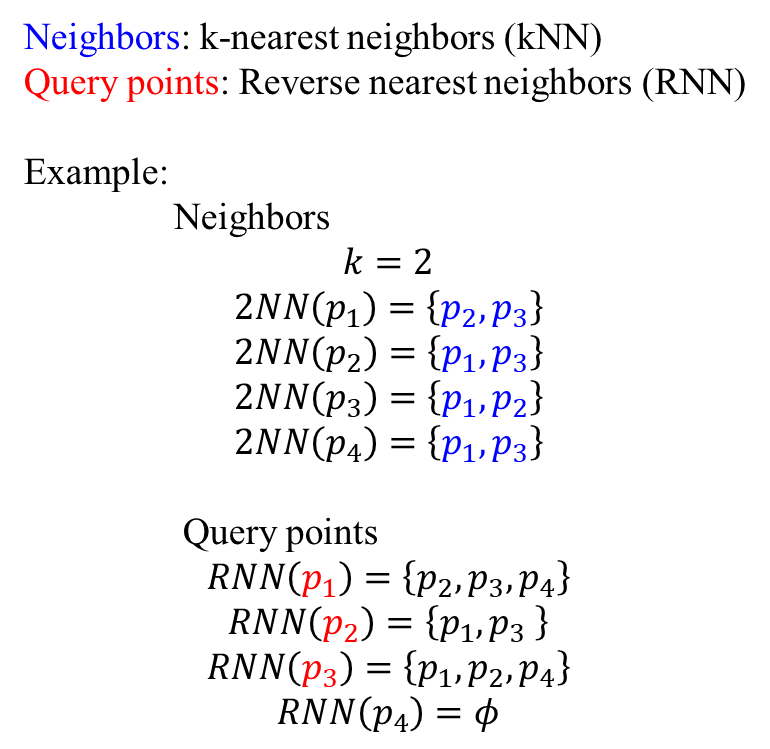 Neighbors: k-nearest neighbors (kNN)
Query points: Reverse nearest neighbors (RNN)
Example:
Neighbors
k = 2
2NN(p₁) = {p₂, p₃}
2NN(p₂) = {p₁, p₃}
2NN(p₃) = {p₁, p₂}
2NN(p₄) = {p₁, p₃}
Query points
RNN(p₁) = {p₂, p₃, p₄}
RNN(p₂) = {p₁, p₃ }
RNN(p₃) = {p₁, p₂, p₄}
RNN(p₄) = ϕ